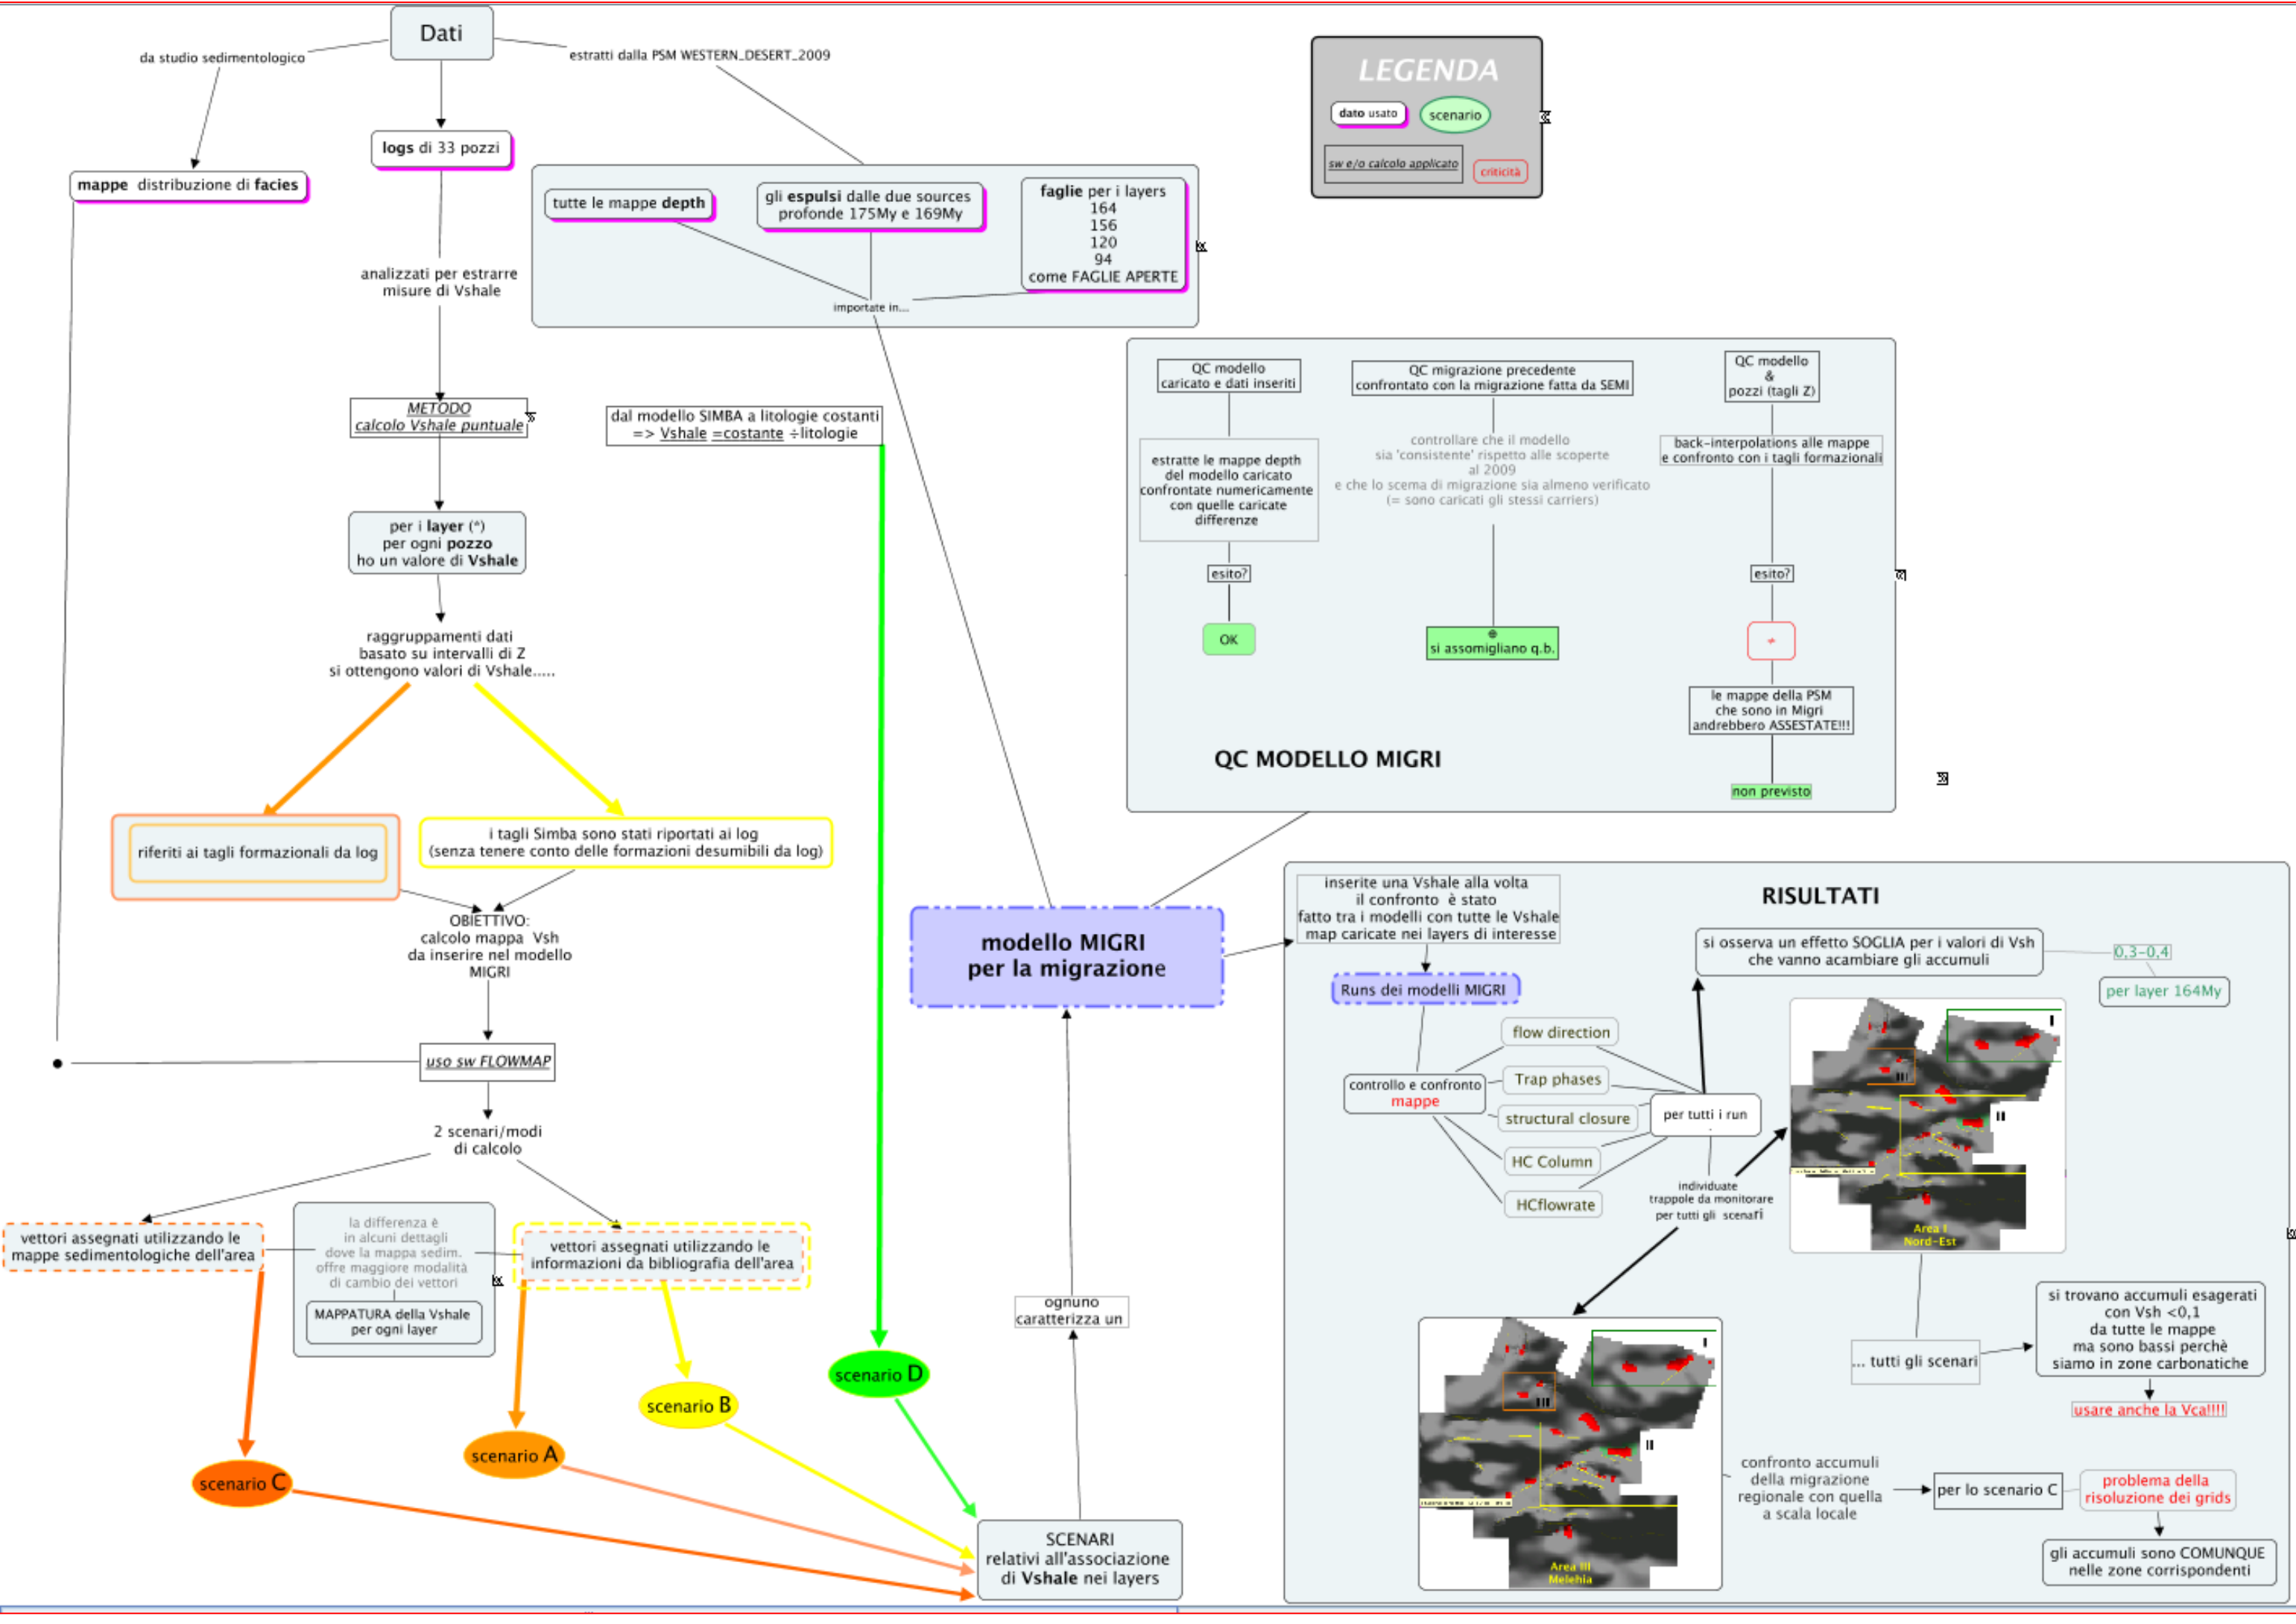 Dati
da studio sedimentologico
estratti dalla PSM WESTERN_DESERT_2009
mappe distribuzione di facies
logs di 33 pozzi
tutte le mappe depth
gli espulsi dalle due sources
profonde 175My e 169My
faglie per i layers
164
156
120
94
come FAGLIE APERTE
importate in...
LEGENDA
dato usato
scenario
sw e/o calcolo applicato
criticità
analizzati per estrarre
misure di Vshale
METODO
calcolo Vshale puntuale
dal modello SIMBA a litologie costanti
=> Vshale =costante ÷litologie
per i layer (*)
per ogni pozzo
ho un valore di Vshale
raggruppamenti dati
basato su intervalli di Z
si ottengono valori di Vshale.....
riferiti ai tagli formazionali da log
i tagli Simba sono stati riportati ai log
(senza tenere conto delle formazioni desumibili da log)
OBIETTIVO:
calcolo mappa Vsh
da inserire nel modello
MIGRI
uso sw FLOWMAP
2 scenari/modi
di calcolo
vettori assegnati utilizzando le
mappe sedimentologiche dell'area
la differenza è
in alcuni dettagli
dove la mappa sedim.
offre maggiore modalità
di cambio dei vettori
MAPPATURA della Vshale
per ogni layer
vettori assegnati utilizzando le
informazioni da bibliografia dell'area
scenario C
scenario A
scenario B
scenario D
SCENARI
relativi all'associazione
di Vshale nei layers
ognuno
caratterizza un
modello MIGRI
per la migrazione
QC modello
caricato e dati inseriti
estratte le mappe depth
del modello caricato
confrontate numericamente
con quelle caricate
differenze
esito?
OK
QC migrazione precedente
confrontato con la migrazione fatta da SEMI
controllare che il modello
sia 'consistente' rispetto alle scoperte
al 2009
e che lo scema di migrazione sia almeno verificato
(= sono caricati gli stessi carriers)
si assomigliano q.b.
QC modello
&
pozzi (tagli Z)
back-interpolations alle mappe
e confronto con i tagli formazionali
esito?
≠
le mappe della PSM
che sono in Migri
andrebbero ASSESTATE!!!
non previsto
QC MODELLO MIGRI
RISULTATI
inserite una Vshale alla volta
il confronto è stato
fatto tra i modelli con tutte le Vshale
map caricate nei layers di interesse
Runs dei modelli MIGRI
controllo e confronto
mappe
flow direction
Trap phases
structural closure
HC Column
HCflowrate
per tutti i run
.
si osserva un effetto SOGLIA per i valori di Vsh
che vanno acambiare gli accumuli
0,3-0,4
per layer 164My
individuate
trappole da monitorare
per tutti gli scenari
I
III
II
Area I
Nord-Est
... tutti gli scenari
si trovano accumuli esagerati
con Vsh <0,1
da tutte le mappe
ma sono bassi perchè
siamo in zone carbonatiche
usare anche la Vca!!!!
I
III
II
Area III
Melehia
confronto accumuli
della migrazione
regionale con quella
a scala locale
per lo scenario C
problema della
risoluzione dei grids
gli accumuli sono COMUNQUE
nelle zone corrispondenti